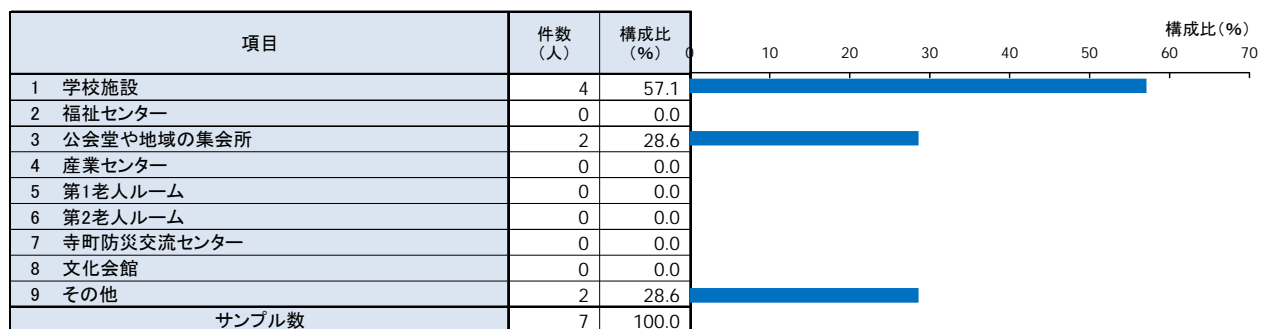 項目 件数(人) 構成比(%) 構成比(%)
0 10 20 30 40 50 60 70
1 学校施設 4 57.1
2 福祉センター 0 0.0
3 公会堂や地域の集会所 2 28.6
4 産業センター 0 0.0
5 第1老人ルーム 0 0.0
6 第2老人ルーム 0 0.0
7 寺町防災交流センター 0 0.0
8 文化会館 0 0.0
9 その他 2 28.6
サンプル数 7 100.0